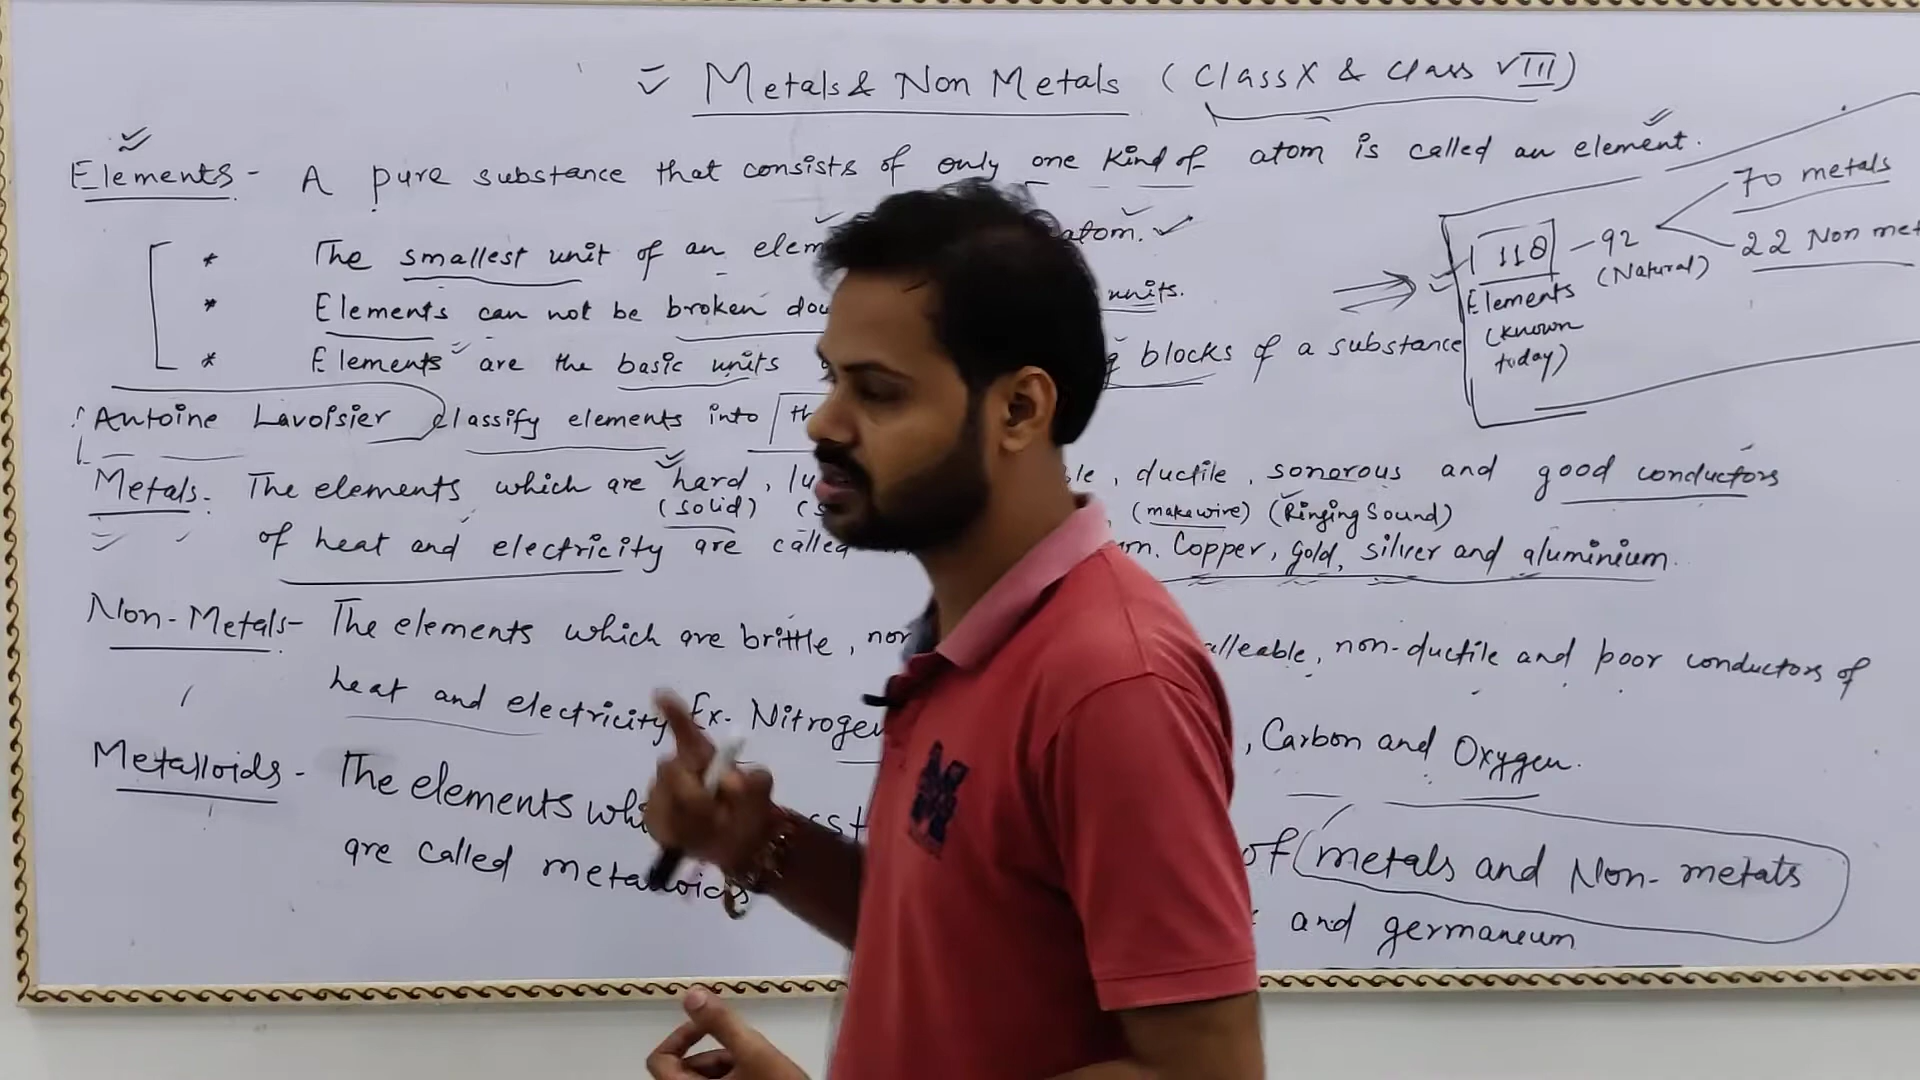 Metals & Non Metals (Class X & Class VIII)
Elements - A pure substance that consists of only one kind of atom is called an element.
* The smallest unit of an elem atom.
* Elements can not be broken dow units.
* Elements are the basic units blocks of a substance
118 - 92 70 metals
(Natural) 22 Non met
Elements
(known
today)
Antoine Lavoisier classify elements into th
Metals. The elements which are hard, lu ble, ductile, sonorous and good conductors
(solid) (s (make wire) (Ringing Sound)
of heat and electricity are called Copper, gold, silver and aluminium.
Non-Metals- The elements which are brittle, non alleable, non-ductile and poor conductors of
heat and electricity Ex. Nitrogen , Carbon and Oxygen.
Metalloids - The elements whi ss t of metals and Non-metals
are called metalloids and germaneum